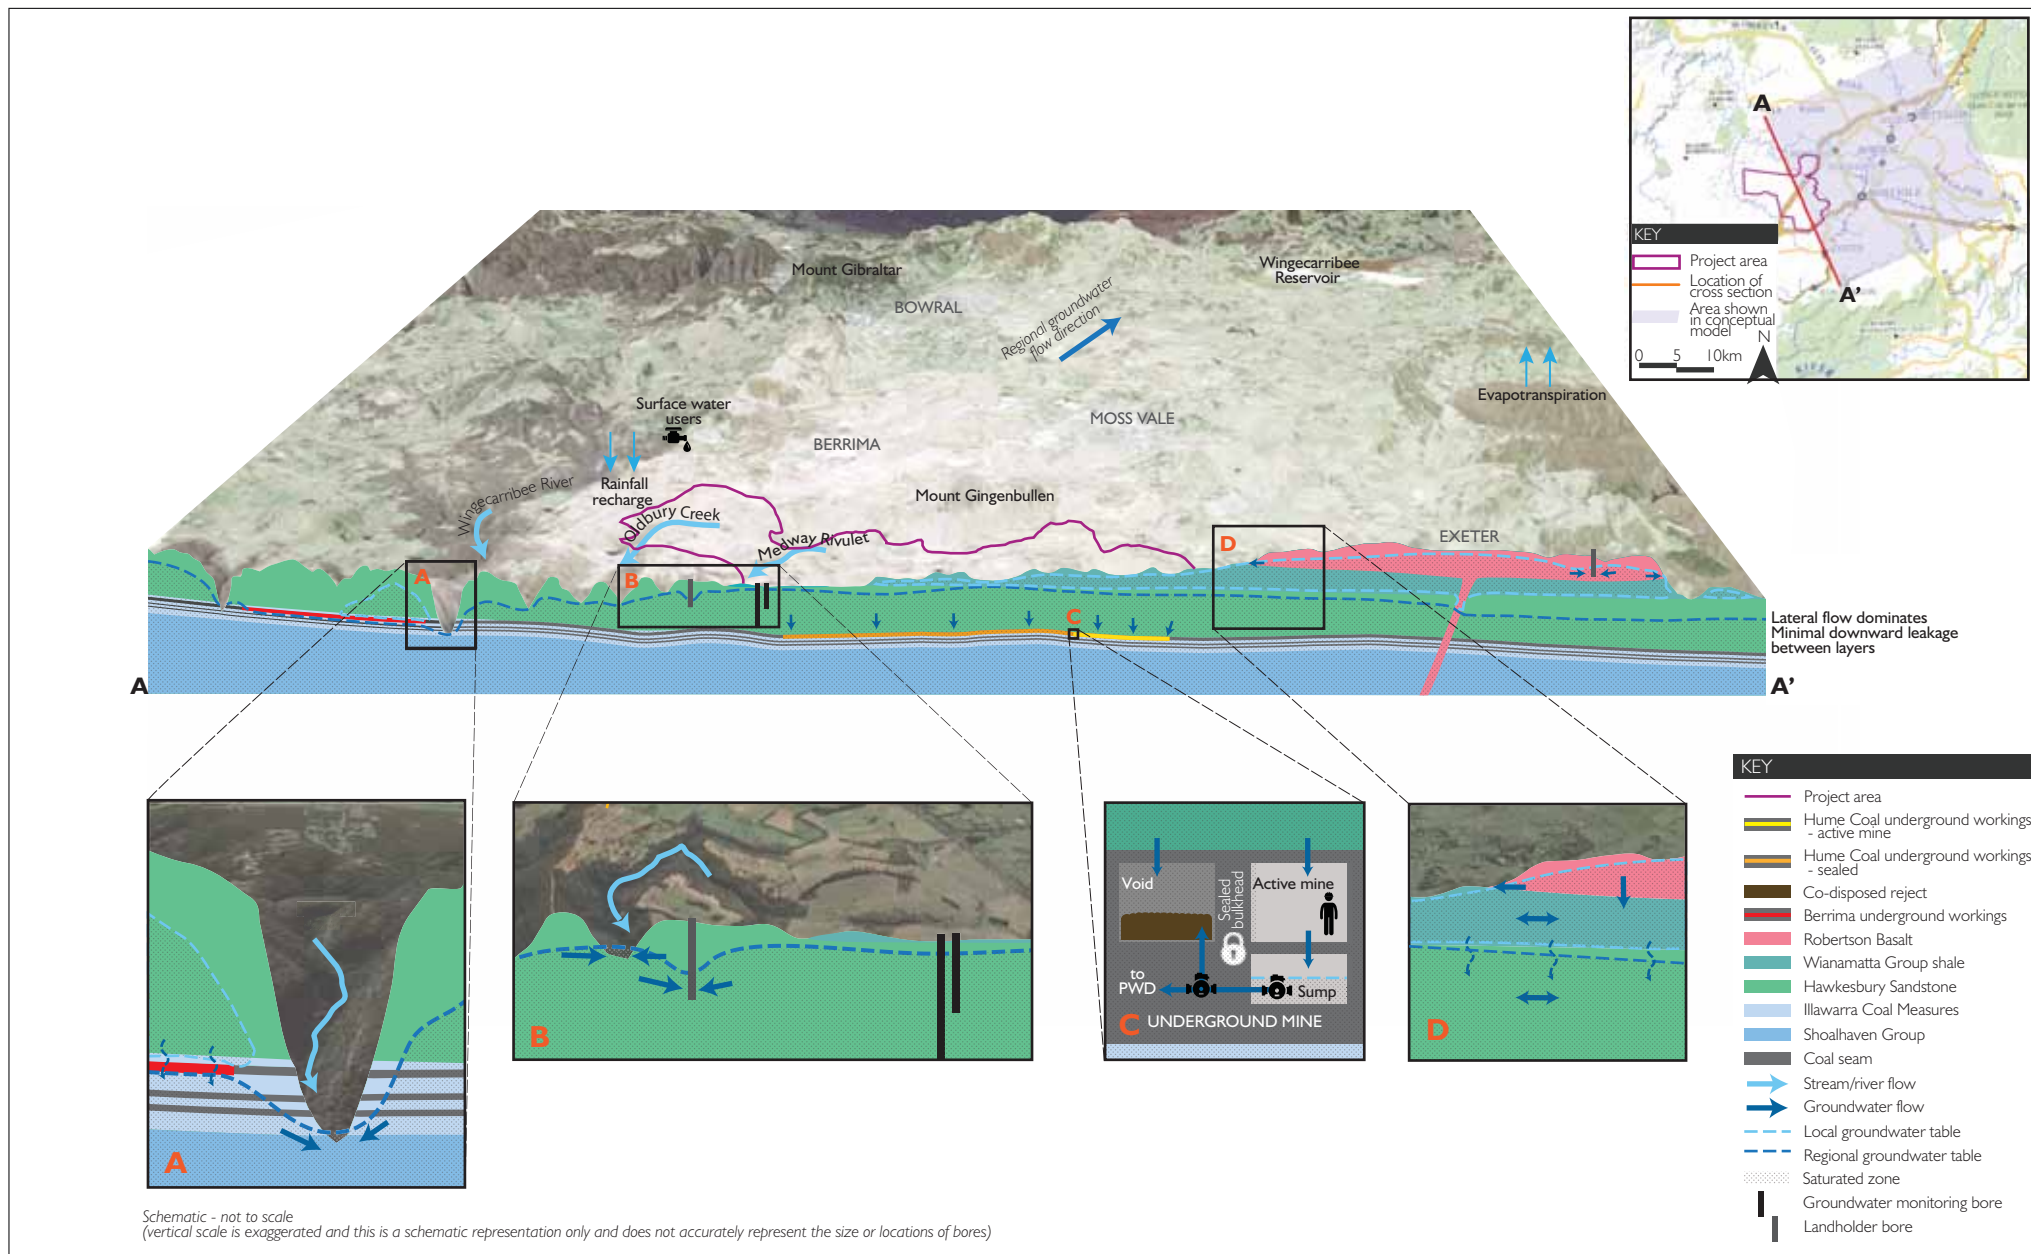 A
A'
KEY
Project area
Location of
cross section
Area shown
in conceptual
model
N
0 5 10km
Mount Gibraltar
Wingecarribee
Reservoir
BOWRAL
Regional groundwater
flow direction
Evapotranspiration
Surface water
users
MOSS VALE
BERRIMA
Wingecarribee River
Rainfall
recharge
Mount Gingenbullen
Oldbury Creek
Medway Rivulet
EXETER
A
B
C
D
Lateral flow dominates
Minimal downward leakage
between layers
A
A'
A
B
Void
Sealed
bulkhead
Active mine
to
PWD
Sump
C UNDERGROUND MINE
D
KEY
Project area
Hume Coal underground workings
- active mine
Hume Coal underground workings
- sealed
Co-disposed reject
Berrima underground workings
Robertson Basalt
Wianamatta Group shale
Hawkesbury Sandstone
Illawarra Coal Measures
Shoalhaven Group
Coal seam
Stream/river flow
Groundwater flow
Local groundwater table
Regional groundwater table
Saturated zone
Groundwater monitoring bore
Landholder bore
Schematic - not to scale
(vertical scale is exaggerated and this is a schematic representation only and does not accurately represent the size or locations of bores)